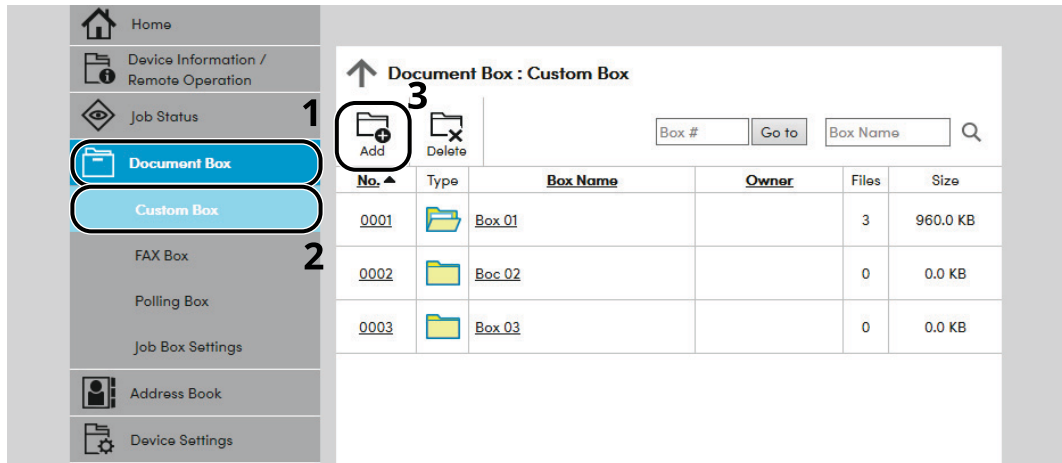 Home
Device Information /
Remote Operation
Job Status
1
Document Box
Custom Box
2
FAX Box
Polling Box
Job Box Settings
Address Book
Device Settings
Document Box : Custom Box
3
Add
Delete
Box #
Go to
Box Name
No. Type Box Name Owner Files Size
0001 Box 01 3 960.0 KB
0002 Boc 02 0 0.0 KB
0003 Box 03 0 0.0 KB